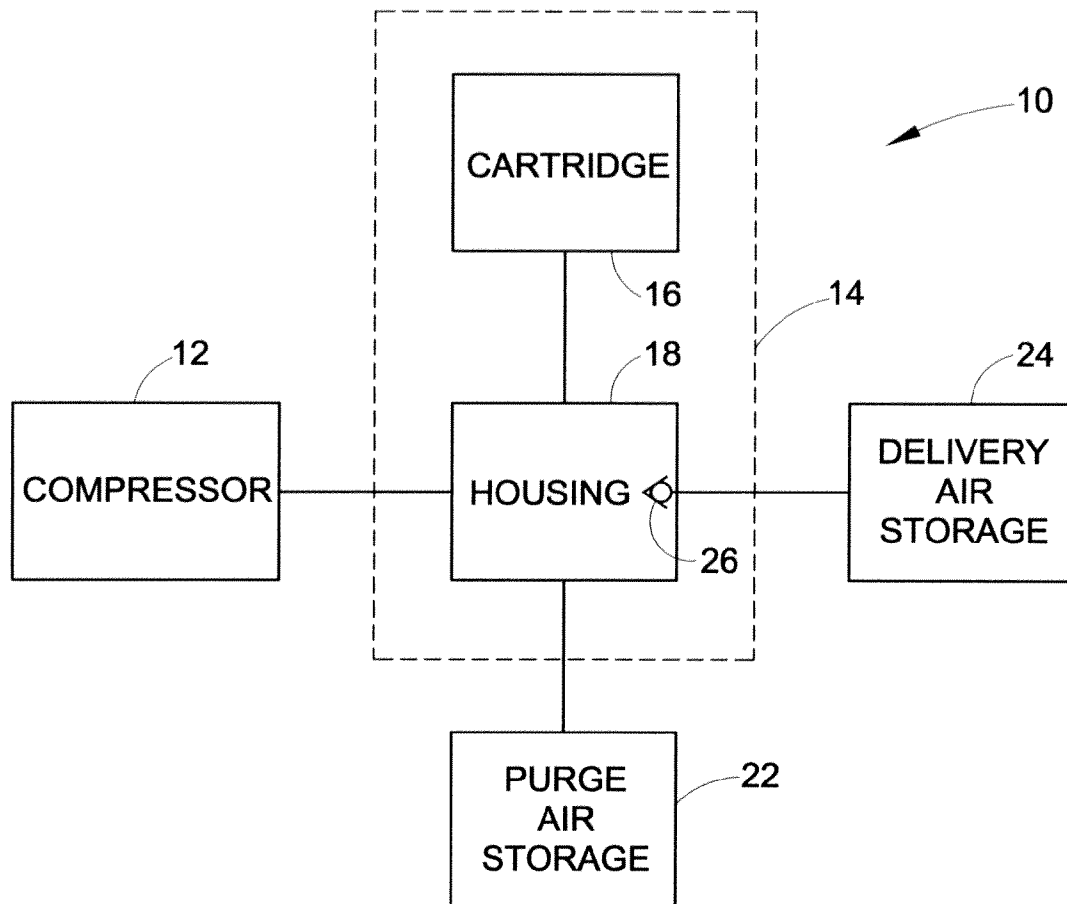 10
CARTRIDGE
16
14
12
18
24
COMPRESSOR
HOUSING
26
DELIVERY
AIR
STORAGE
PURGE
AIR
STORAGE
22